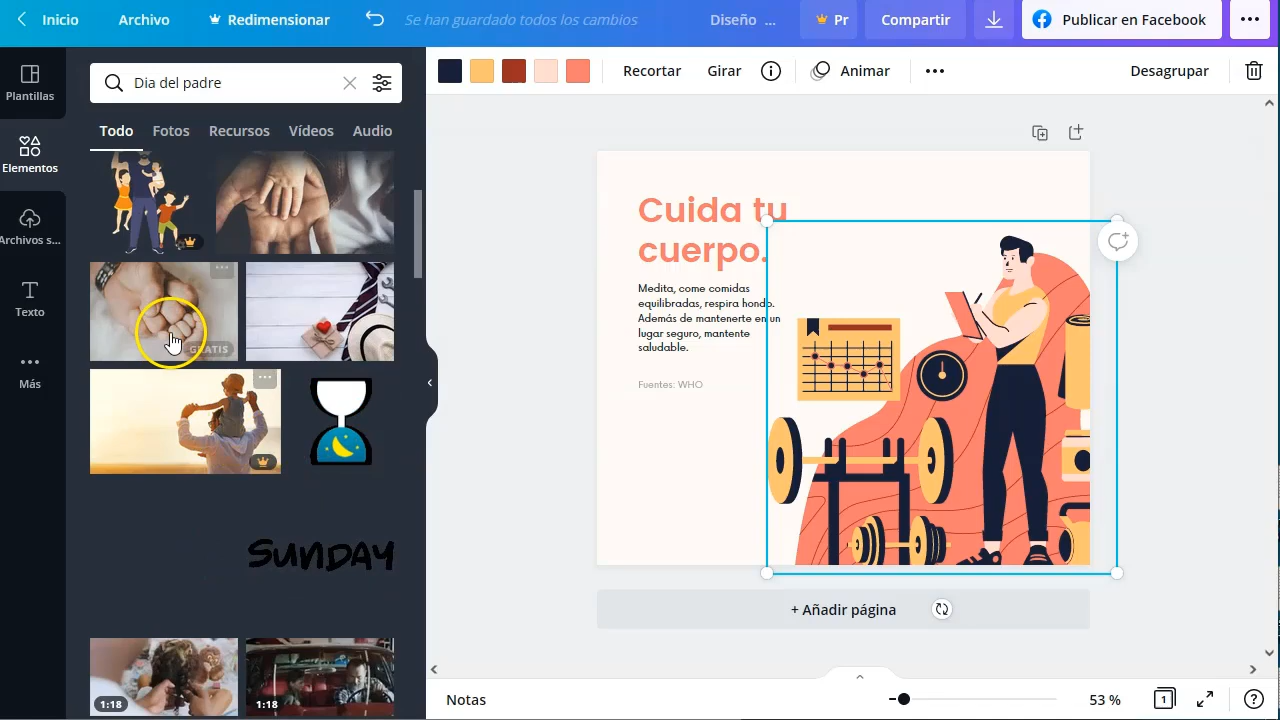 Inicio
Archivo
Redimensionar
Se han guardado todos los cambios
Diseño ...
Pr
Compartir
Publicar en Facebook
Plantillas
Elementos
Archivos s...
Texto
Más
Dia del padre
Todo
Fotos
Recursos
Vídeos
Audio
GRATIS
SUNDAY
1:18
1:18
Recortar
Girar
Animar
Desagrupar
Cuida tu
cuerpo.
Medita, come comidas
equilibradas, respira hondo.
Además de mantenerte en un
lugar seguro, mantente
saludable.
Fuentes: WHO
+ Añadir página
Notas
53 %
1